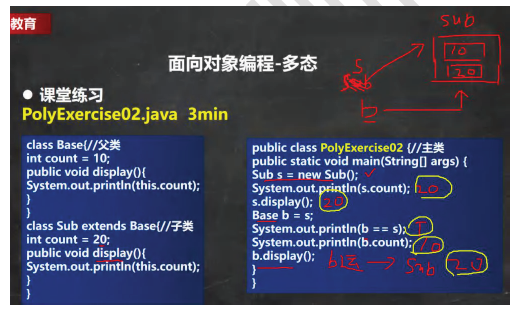 教育
sub
面向对象编程-多态
10
20
s
b
● 课堂练习
PolyExercise02.java 3min
class Base{//父类
int count = 10;
public void display(){
System.out.println(this.count);
}
}
class Sub extends Base{//子类
int count = 20;
public void display(){
System.out.println(this.count);
}
}
public class PolyExercise02 {//主类
public static void main(String[] args) {
Sub s = new Sub();
System.out.println(s.count); 20
s.display(); 20
Base b = s;
System.out.println(b == s); T
System.out.println(b.count); 10
b.display(); Sub 20
}
}